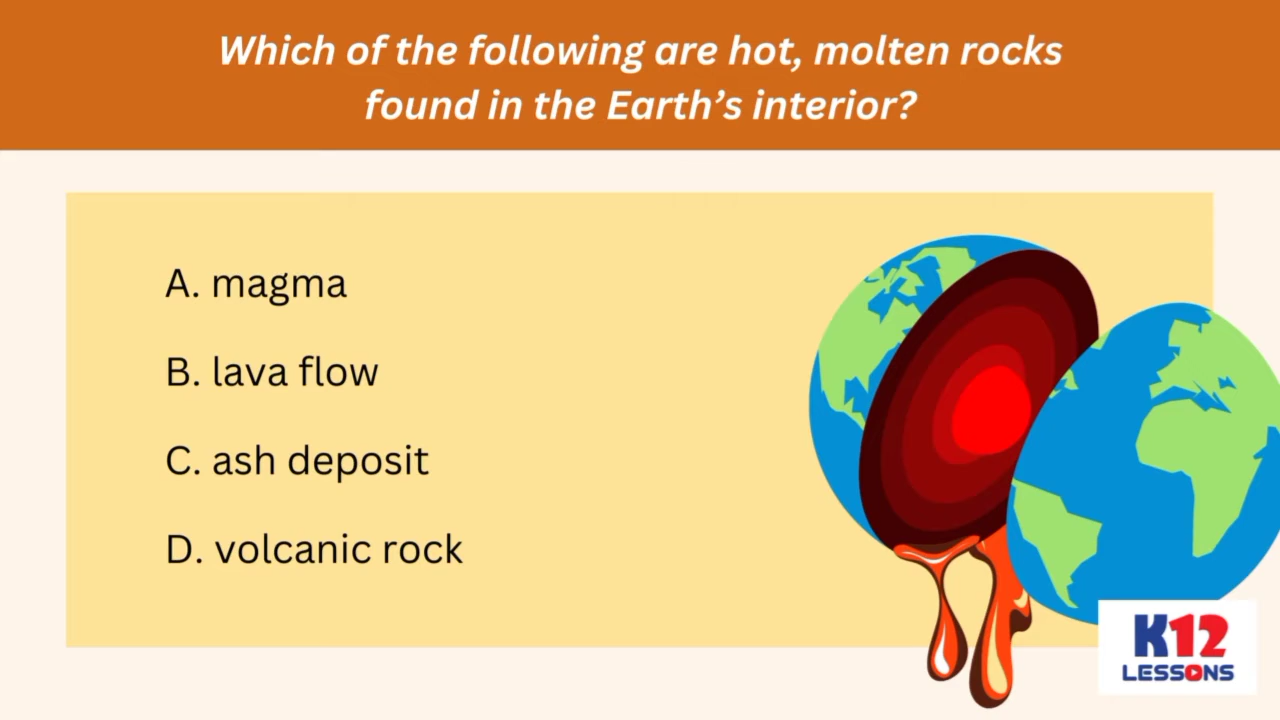 Which of the following are hot, molten rocks
found in the Earth’s interior?
A. magma
B. lava flow
C. ash deposit
D. volcanic rock
K12
LESSONS